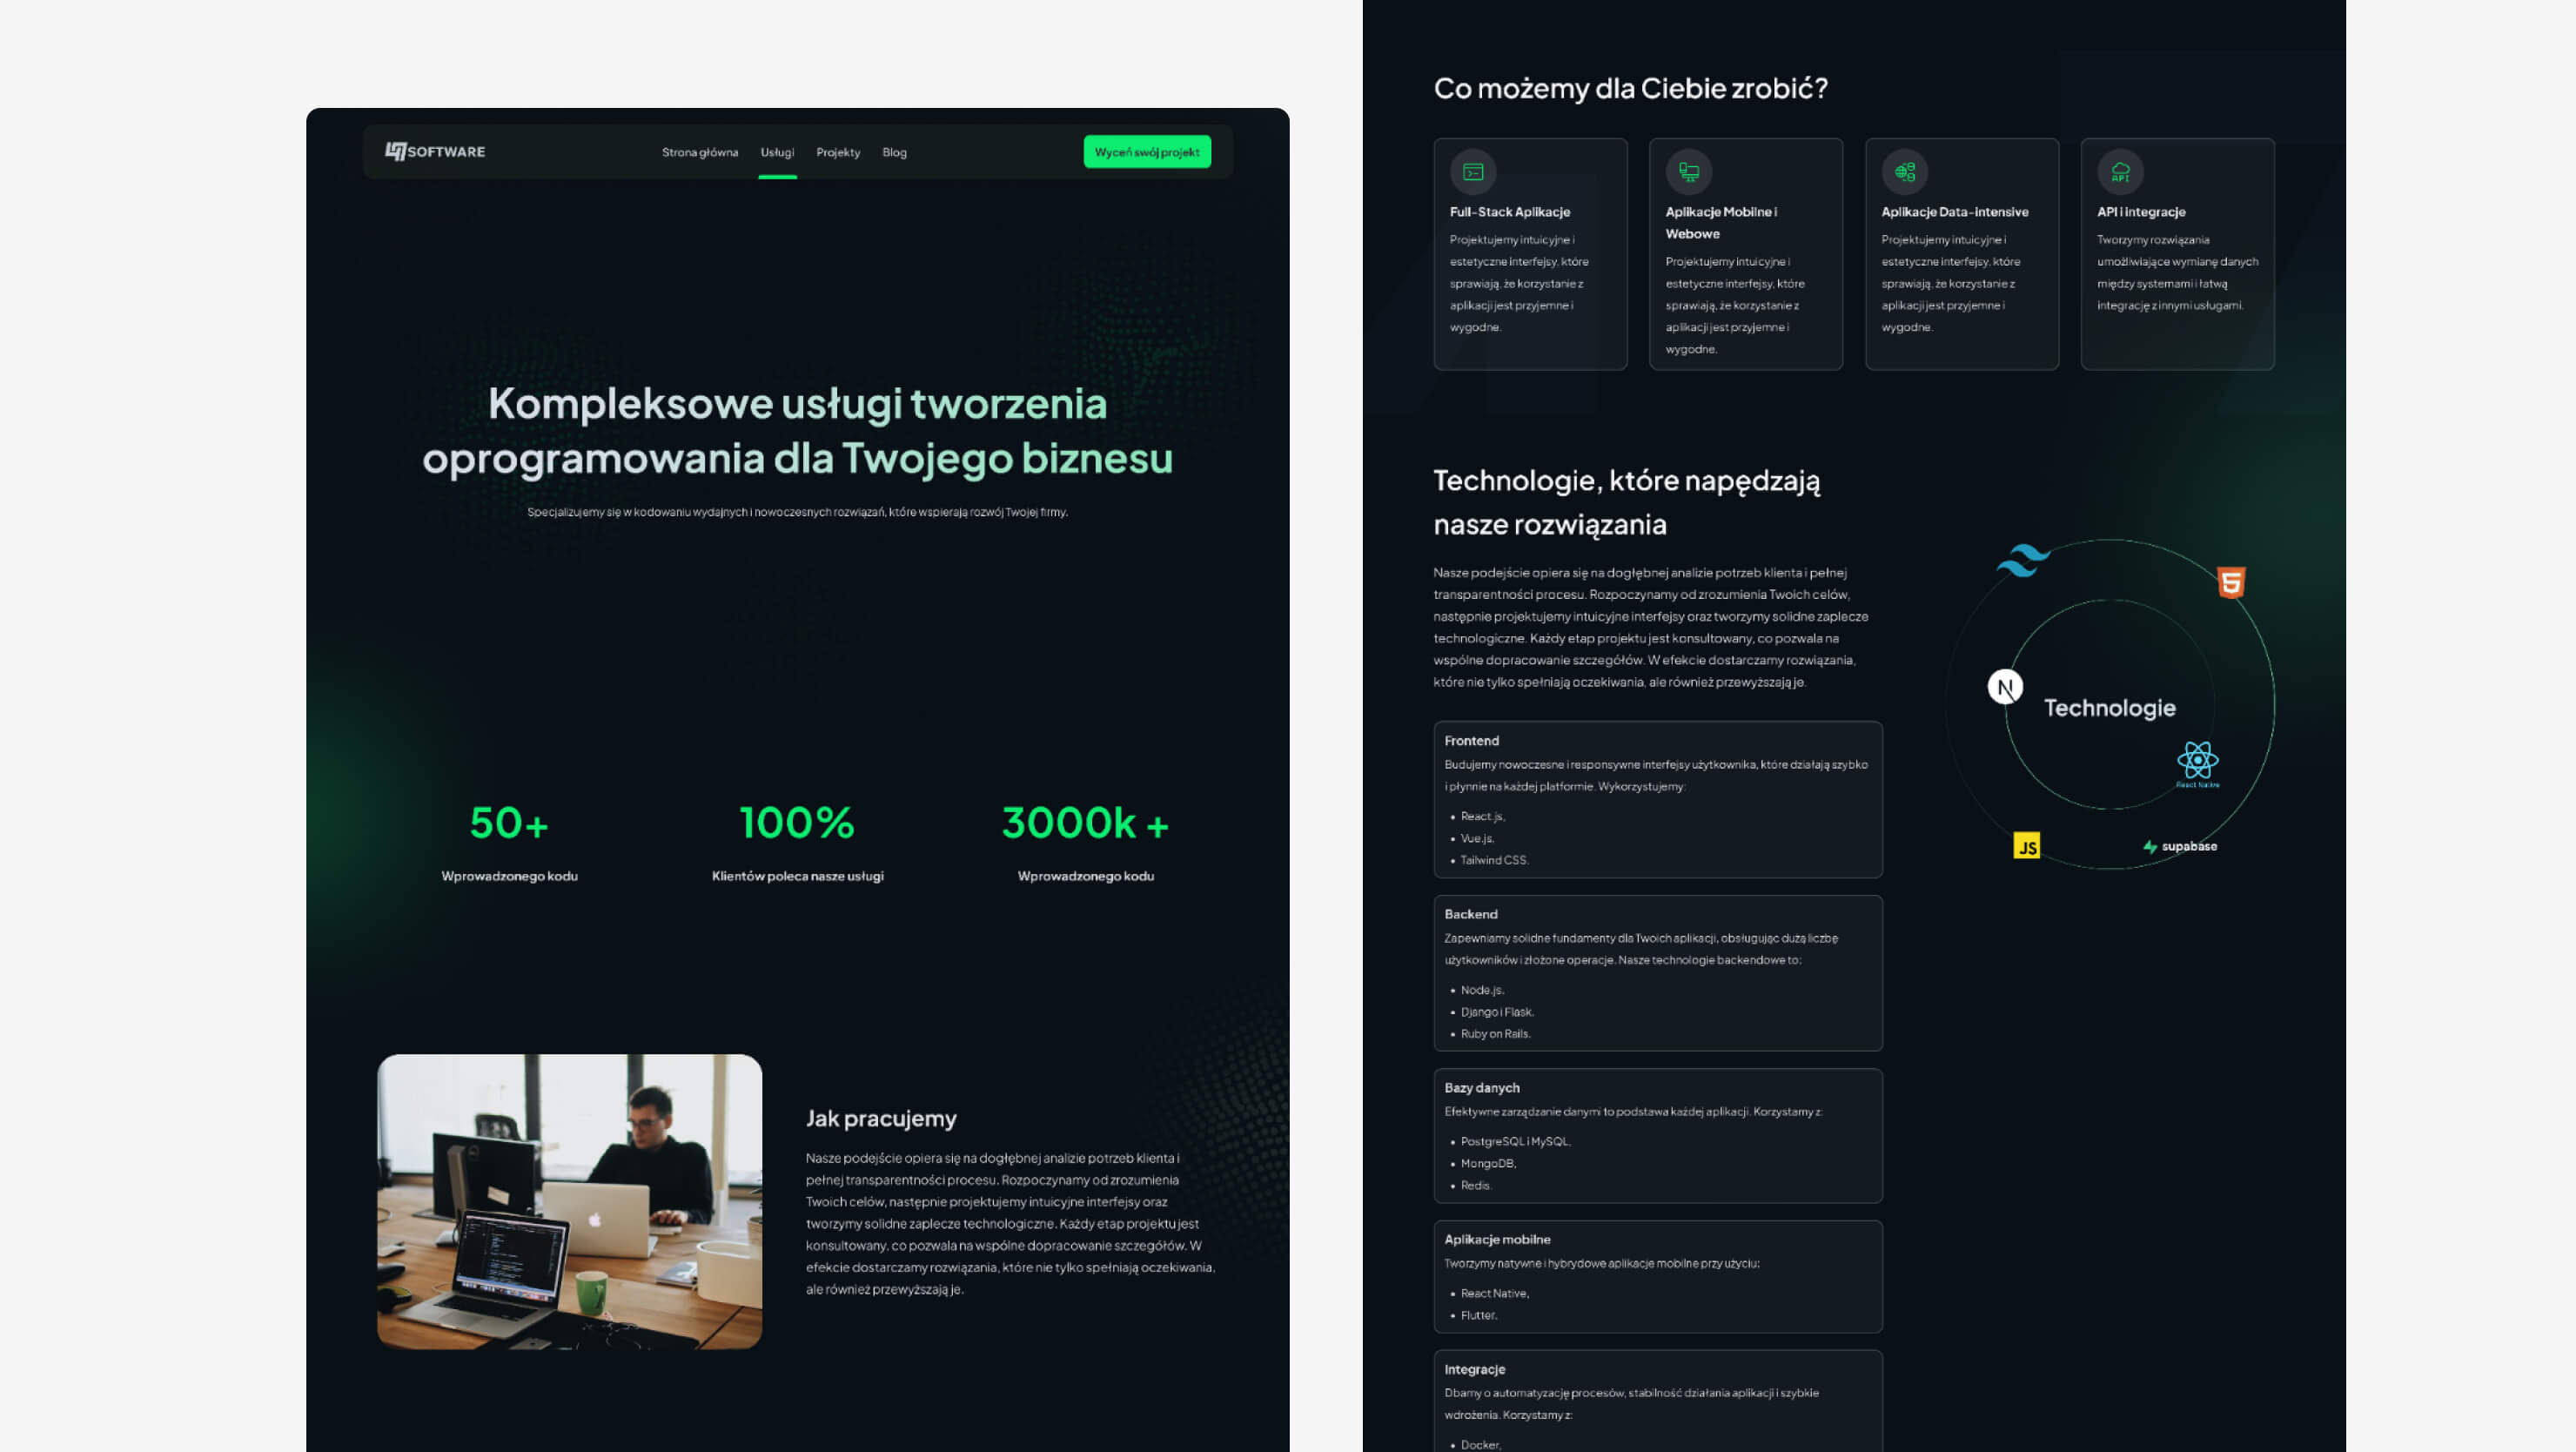 SOFTWARE
Strona główna
Usługi
Projekty
Blog
Wyceń swój projekt
Kompleksowe usługi tworzenia
oprogramowania dla Twojego biznesu
Specjalizujemy się w kodowaniu wydajnych i nowoczesnych rozwiązań, które wspierają rozwój Twojej firmy.
50+
Wprowadzonego kodu
100%
Klientów poleca nasze usługi
3000k +
Wprowadzonego kodu
Jak pracujemy
Nasze podejście opiera się na dogłębnej analizie potrzeb klienta i
pełnej transparentności procesu. Rozpoczynamy od zrozumienia
Twoich celów, następnie projektujemy intuicyjne interfejsy oraz
tworzymy solidne zaplecze technologiczne. Każdy etap projektu jest
konsultowany, co pozwala na wspólne dopracowanie szczegółów. W
efekcie dostarczamy rozwiązania, które nie tylko spełniają oczekiwania,
ale również przewyższają je.
Co możemy dla Ciebie zrobić?
Full-Stack Aplikacje
Projektujemy intuicyjne i
estetyczne interfejsy, które
sprawiają, że korzystanie z
aplikacji jest przyjemne i
wygodne.
Aplikacje Mobilne i
Webowe
Projektujemy intuicyjne i
estetyczne interfejsy, które
sprawiają, że korzystanie z
aplikacji jest przyjemne i
wygodne.
Aplikacje Data-intensive
Projektujemy intuicyjne i
estetyczne interfejsy, które
sprawiają, że korzystanie z
aplikacji jest przyjemne i
wygodne.
API
API i integracje
Tworzymy rozwiązania
umożliwiające wymianę danych
między systemami i łatwą
integrację z innymi usługami.
Technologie, które napędzają
nasze rozwiązania
Nasze podejście opiera się na dogłębnej analizie potrzeb klienta i pełnej
transparentności procesu. Rozpoczynamy od zrozumienia Twoich celów,
następnie projektujemy intuicyjne interfejsy oraz tworzymy solidne zaplecze
technologiczne. Każdy etap projektu jest konsultowany, co pozwala na
wspólne dopracowanie szczegółów. W efekcie dostarczamy rozwiązania,
które nie tylko spełniają oczekiwania, ale również przewyższają je.
Frontend
Budujemy nowoczesne i responsywne interfejsy użytkownika, które działają szybko
i płynnie na każdej platformie. Wykorzystujemy:
• React.js,
• Vue.js,
• Tailwind CSS.
Backend
Zapewniamy solidne fundamenty dla Twoich aplikacji, obsługując dużą liczbę
użytkowników i złożone operacje. Nasze technologie backendowe to:
• Node.js.
• Django i Flask.
• Ruby on Rails.
Bazy danych
Efektywne zarządzanie danymi to podstawa każdej aplikacji. Korzystamy z:
• PostgreSQL i MySQL,
• MongoDB,
• Redis.
Aplikacje mobilne
Tworzymy natywne i hybrydowe aplikacje mobilne przy użyciu:
• React Native,
• Flutter.
Integracje
Dbamy o automatyzację procesów, stabilność działania aplikacji i szybkie
wdrożenia. Korzystamy z:
• Docker,
5
N
Technologie
React Native
JS
supabase